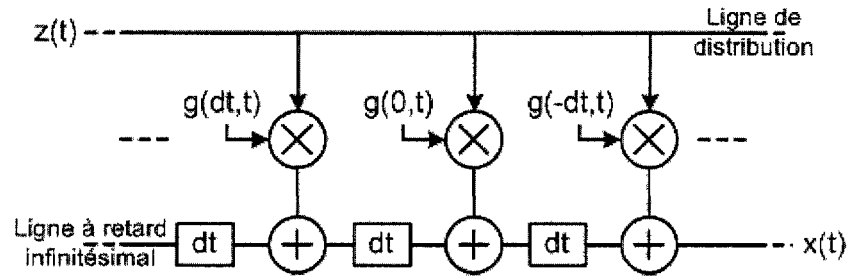 z(t)
Ligne de
distribution
g(dt,t)
g(0,t)
g(-dt,t)
Ligne à retard
infinitésimal
dt
dt
dt
x(t)